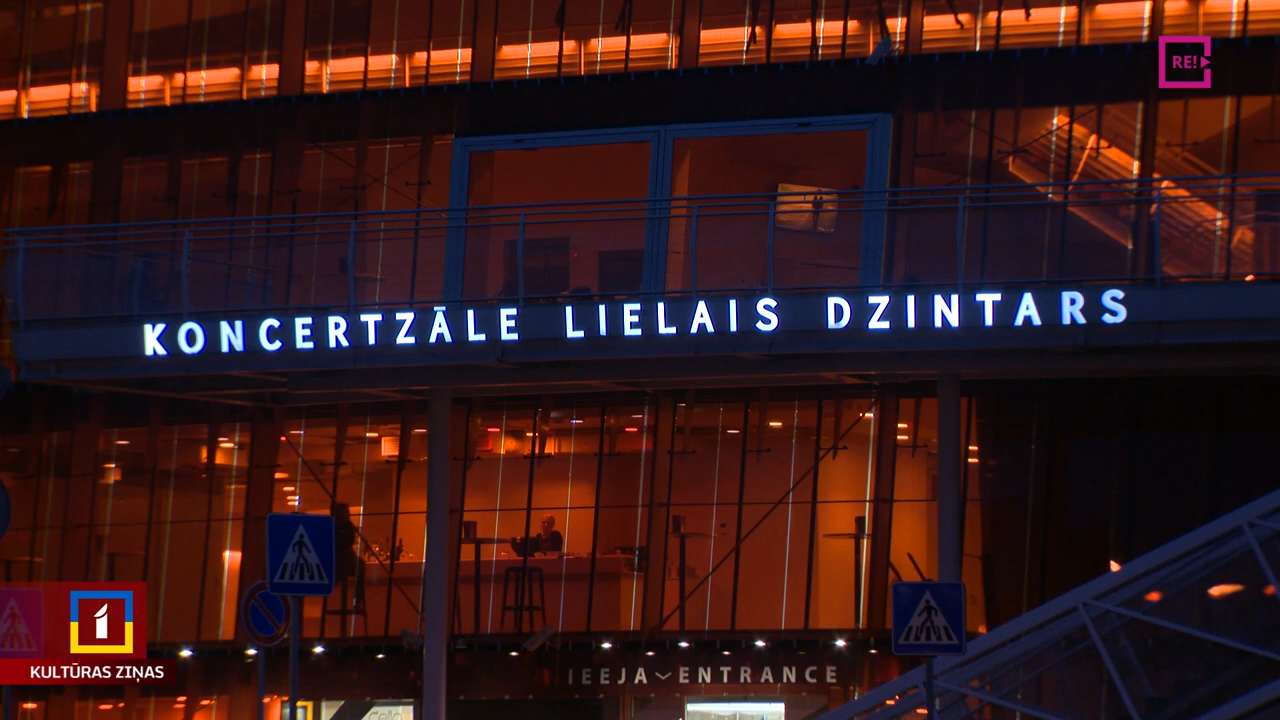 RE!
KONCERTZĀLE LIELAIS DZINTARS
1
KULTŪRAS ZIŅAS
IEEJA ENTRANCE